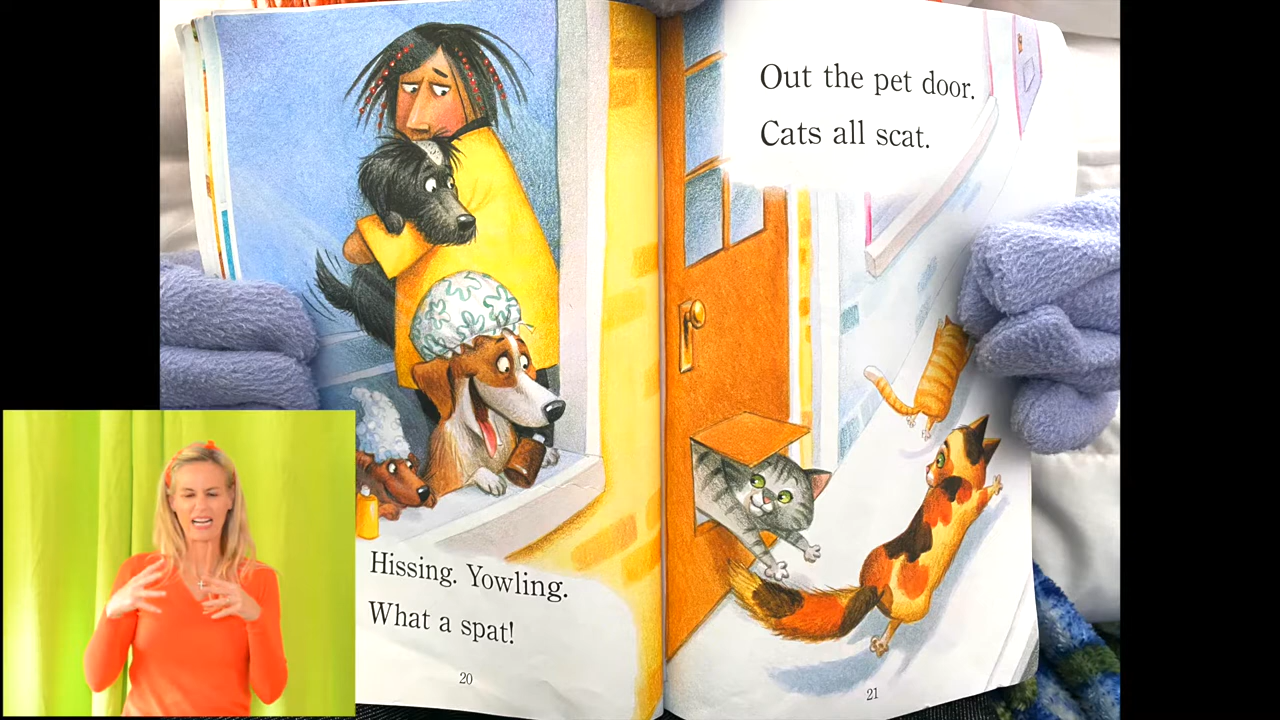 Hissing. Yowling.
What a spat!
20
Out the pet door.
Cats all scat.
21